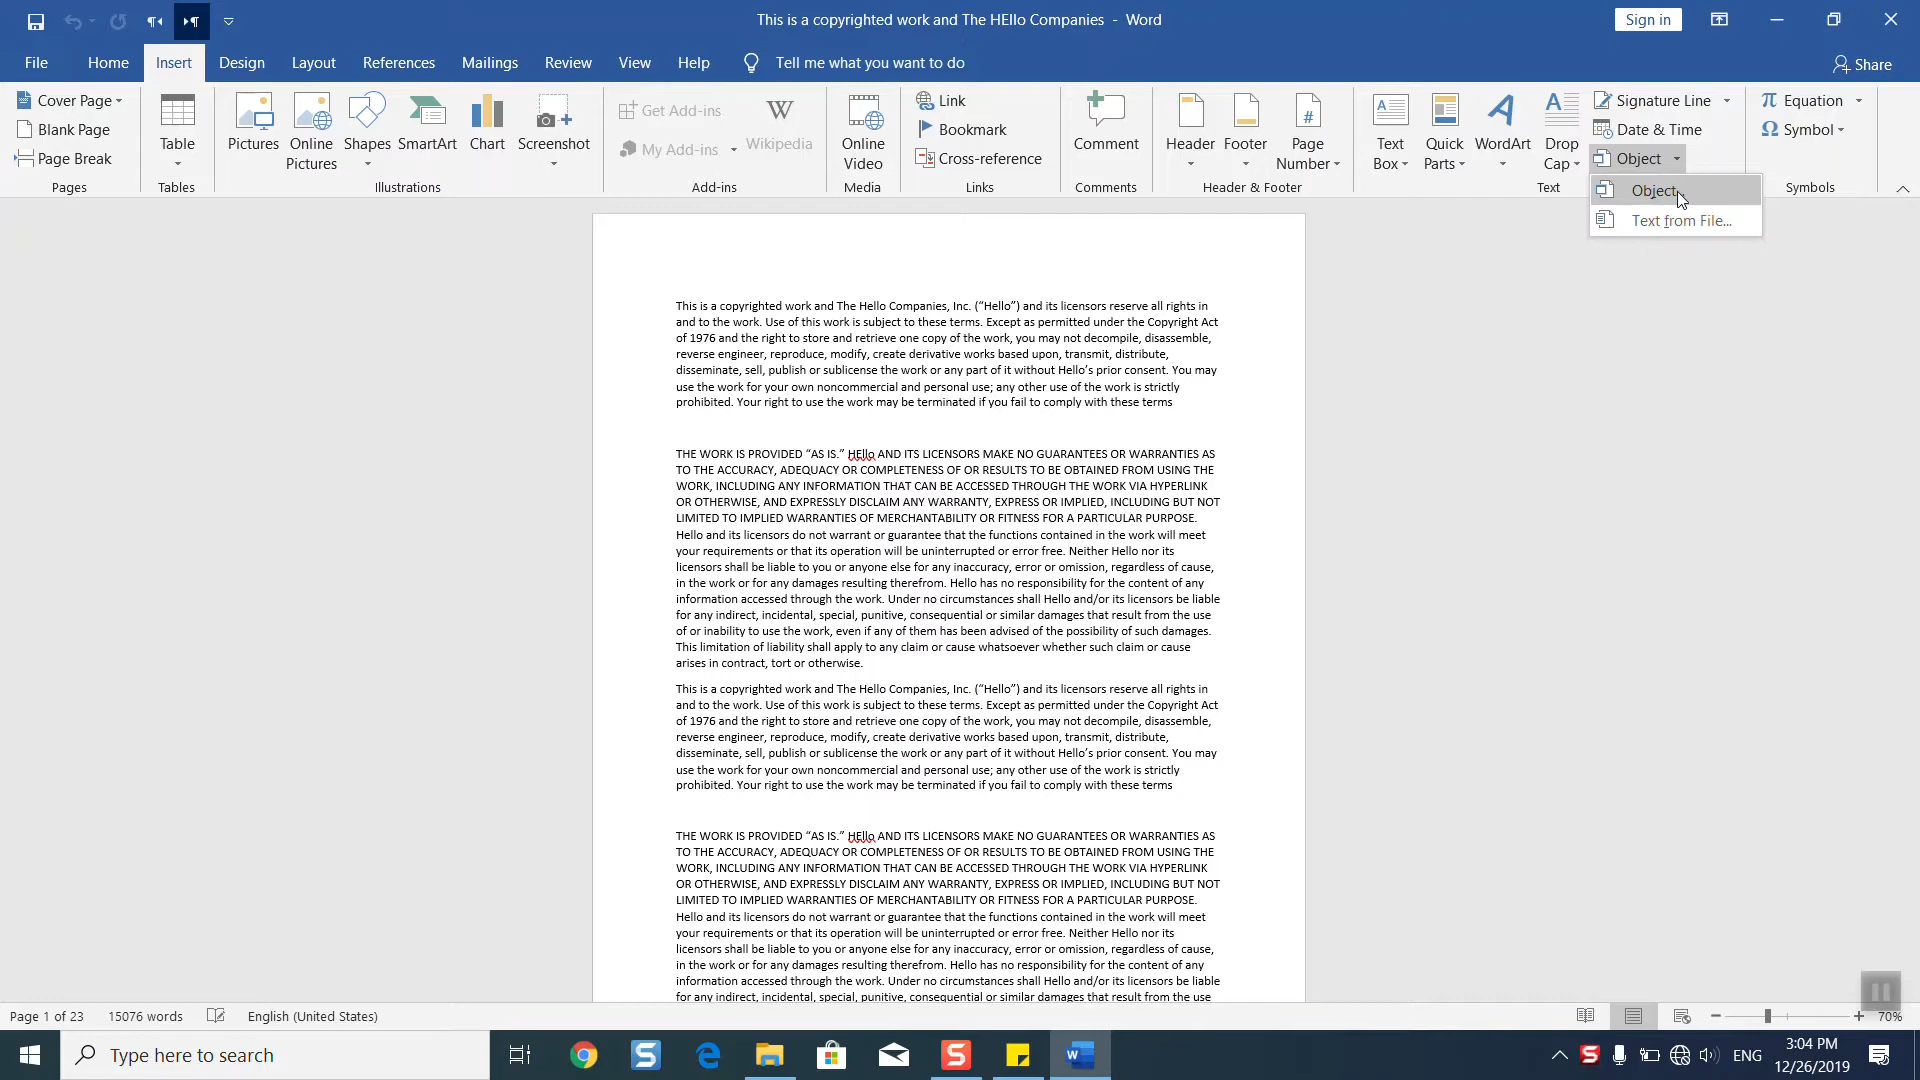 This is a copyrighted work and The HEllo Companies - Word
Sign in
File Home Insert Design Layout References Mailings Review View Help Tell me what you want to do Share
Cover Page
Blank Page
Page Break
Pages
Table
Tables
Pictures
Online Pictures
Shapes
SmartArt
Chart
Screenshot
Illustrations
Get Add-ins
My Add-ins
Wikipedia
Add-ins
Online Video
Media
Link
Bookmark
Cross-reference
Links
Comment
Comments
Header
Footer
Page Number
Header & Footer
Text Box
Quick Parts
WordArt
Drop Cap
Signature Line
Date & Time
Object
Text
Equation
Symbol
Symbols
Object...
Text from File...
This is a copyrighted work and The Hello Companies, Inc. (“Hello”) and its licensors reserve all rights in
and to the work. Use of this work is subject to these terms. Except as permitted under the Copyright Act
of 1976 and the right to store and retrieve one copy of the work, you may not decompile, disassemble,
reverse engineer, reproduce, modify, create derivative works based upon, transmit, distribute,
disseminate, sell, publish or sublicense the work or any part of it without Hello’s prior consent. You may
use the work for your own noncommercial and personal use; any other use of the work is strictly
prohibited. Your right to use the work may be terminated if you fail to comply with these terms
THE WORK IS PROVIDED “AS IS.” HEllo AND ITS LICENSORS MAKE NO GUARANTEES OR WARRANTIES AS
TO THE ACCURACY, ADEQUACY OR COMPLETENESS OF OR RESULTS TO BE OBTAINED FROM USING THE
WORK, INCLUDING ANY INFORMATION THAT CAN BE ACCESSED THROUGH THE WORK VIA HYPERLINK
OR OTHERWISE, AND EXPRESSLY DISCLAIM ANY WARRANTY, EXPRESS OR IMPLIED, INCLUDING BUT NOT
LIMITED TO IMPLIED WARRANTIES OF MERCHANTABILITY OR FITNESS FOR A PARTICULAR PURPOSE.
Hello and its licensors do not warrant or guarantee that the functions contained in the work will meet
your requirements or that its operation will be uninterrupted or error free. Neither Hello nor its
licensors shall be liable to you or anyone else for any inaccuracy, error or omission, regardless of cause,
in the work or for any damages resulting therefrom. Hello has no responsibility for the content of any
information accessed through the work. Under no circumstances shall Hello and/or its licensors be liable
for any indirect, incidental, special, punitive, consequential or similar damages that result from the use
of or inability to use the work, even if any of them has been advised of the possibility of such damages.
This limitation of liability shall apply to any claim or cause whatsoever whether such claim or cause
arises in contract, tort or otherwise.
This is a copyrighted work and The Hello Companies, Inc. (“Hello”) and its licensors reserve all rights in
and to the work. Use of this work is subject to these terms. Except as permitted under the Copyright Act
of 1976 and the right to store and retrieve one copy of the work, you may not decompile, disassemble,
reverse engineer, reproduce, modify, create derivative works based upon, transmit, distribute,
disseminate, sell, publish or sublicense the work or any part of it without Hello’s prior consent. You may
use the work for your own noncommercial and personal use; any other use of the work is strictly
prohibited. Your right to use the work may be terminated if you fail to comply with these terms
THE WORK IS PROVIDED “AS IS.” HEllo AND ITS LICENSORS MAKE NO GUARANTEES OR WARRANTIES AS
TO THE ACCURACY, ADEQUACY OR COMPLETENESS OF OR RESULTS TO BE OBTAINED FROM USING THE
WORK, INCLUDING ANY INFORMATION THAT CAN BE ACCESSED THROUGH THE WORK VIA HYPERLINK
OR OTHERWISE, AND EXPRESSLY DISCLAIM ANY WARRANTY, EXPRESS OR IMPLIED, INCLUDING BUT NOT
LIMITED TO IMPLIED WARRANTIES OF MERCHANTABILITY OR FITNESS FOR A PARTICULAR PURPOSE.
Hello and its licensors do not warrant or guarantee that the functions contained in the work will meet
your requirements or that its operation will be uninterrupted or error free. Neither Hello nor its
licensors shall be liable to you or anyone else for any inaccuracy, error or omission, regardless of cause,
in the work or for any damages resulting therefrom. Hello has no responsibility for the content of any
information accessed through the work. Under no circumstances shall Hello and/or its licensors be liable
for any indirect, incidental, special, punitive, consequential or similar damages that result from the use
Page 1 of 23 15076 words English (United States) 70%
Type here to search
ENG
3:04 PM
12/26/2019